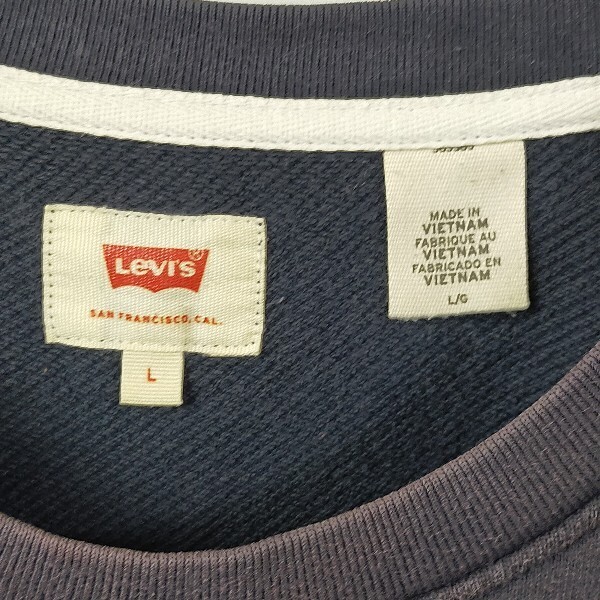 Levi's®
SAN FRANCISCO, CAL.
L
MADE IN
VIETNAM
FABRIQUE AU
VIETNAM
FABRICADO EN
VIETNAM
L/G